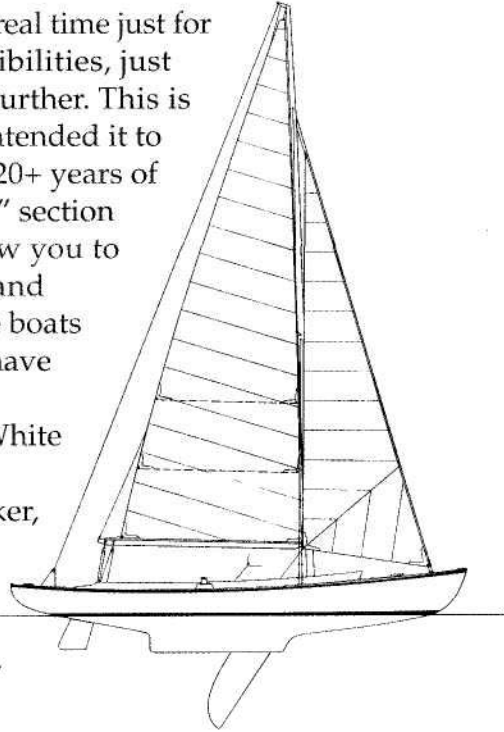 real time just for
ibilities, just
urther. This is
ntended it to
20+ years of
" section
w you to
and
e boats
have
White
ker,